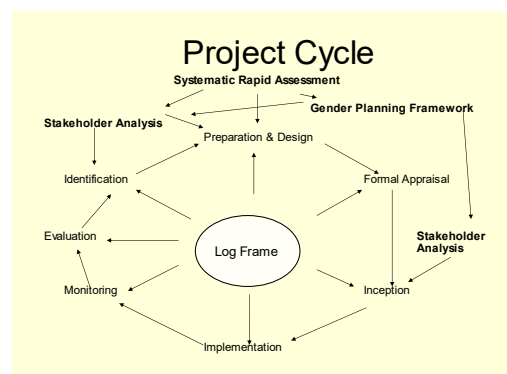 Project Cycle
Systematic Rapid Assessment
Gender Planning Framework
Stakeholder Analysis
Preparation & Design
Identification
Formal Appraisal
Evaluation
Stakeholder
Analysis
Log Frame
Monitoring
Inception
Implementation